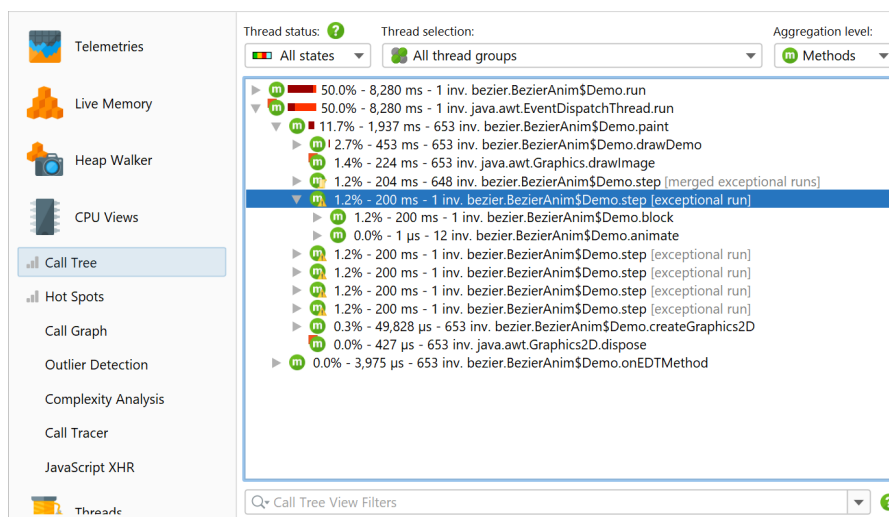 Thread status:
Thread selection:
Aggregation level:
All states
All thread groups
Methods
Telemetries
Live Memory
Heap Walker
CPU Views
Call Tree
Hot Spots
Call Graph
Outlier Detection
Complexity Analysis
Call Tracer
JavaScript XHR
Threads
50.0% - 8,280 ms - 1 inv. bezier.BezierAnim$Demo.run
50.0% - 8,280 ms - 1 inv. java.awt.EventDispatchThread.run
11.7% - 1,937 ms - 653 inv. bezier.BezierAnim$Demo.paint
2.7% - 453 ms - 653 inv. bezier.BezierAnim$Demo.drawDemo
1.4% - 224 ms - 653 inv. java.awt.Graphics.drawImage
1.2% - 204 ms - 648 inv. bezier.BezierAnim$Demo.step [merged exceptional runs]
1.2% - 200 ms - 1 inv. bezier.BezierAnim$Demo.step [exceptional run]
1.2% - 200 ms - 1 inv. bezier.BezierAnim$Demo.block
0.0% - 1 µs - 12 inv. bezier.BezierAnim$Demo.animate
1.2% - 200 ms - 1 inv. bezier.BezierAnim$Demo.step [exceptional run]
1.2% - 200 ms - 1 inv. bezier.BezierAnim$Demo.step [exceptional run]
1.2% - 200 ms - 1 inv. bezier.BezierAnim$Demo.step [exceptional run]
1.2% - 200 ms - 1 inv. bezier.BezierAnim$Demo.step [exceptional run]
0.3% - 49,828 µs - 653 inv. bezier.BezierAnim$Demo.createGraphics2D
0.0% - 427 µs - 653 inv. java.awt.Graphics2D.dispose
0.0% - 3,975 µs - 653 inv. bezier.BezierAnim$Demo.onEDTMethod
Call Tree View Filters